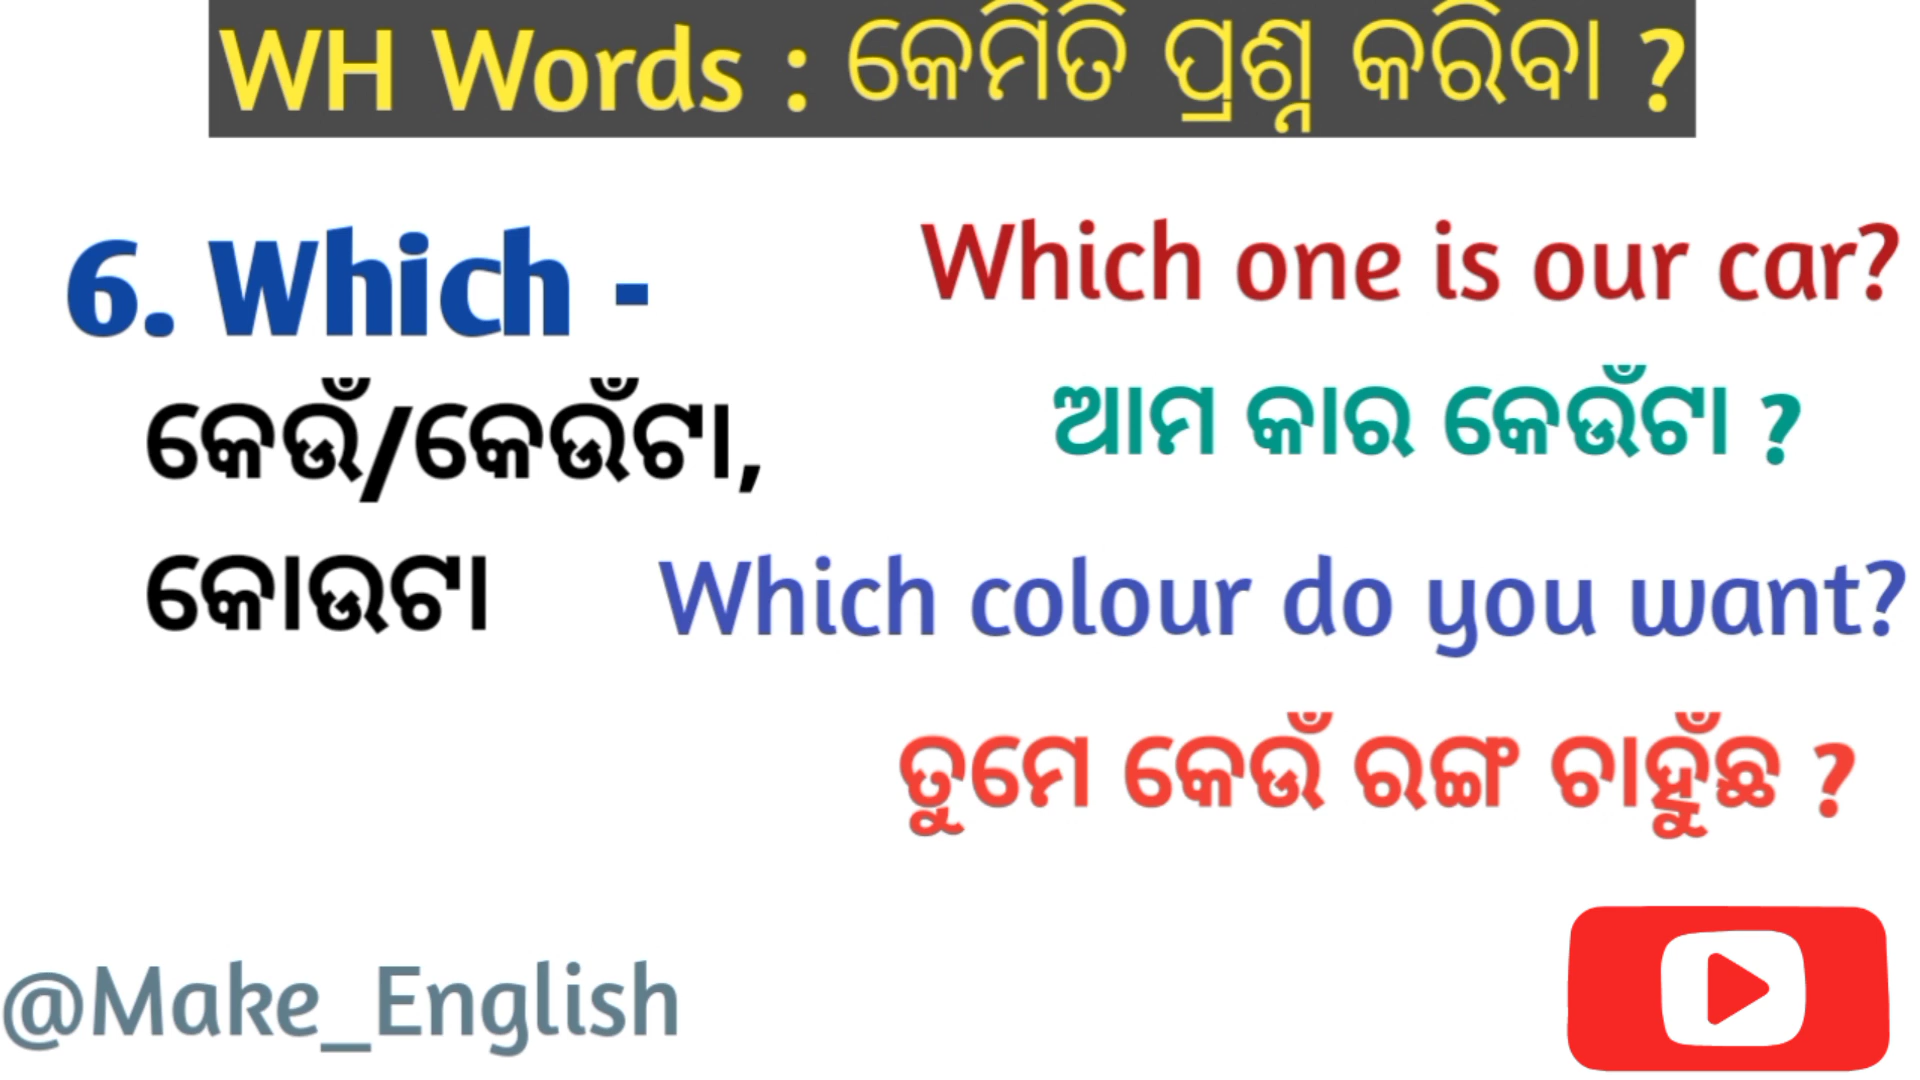 WH Words : କେମିତି ପ୍ରଶ୍ନ କରିବା ?
6. Which -
କେଉଁ/କେଉଁଟା,
କୋଉଟା
Which one is our car?
ଆମ କାର କେଉଁଟା ?
Which colour do you want?
ତୁମେ କେଉଁ ରଙ୍ଗ ଚାହୁଁଛ ?
@Make_English